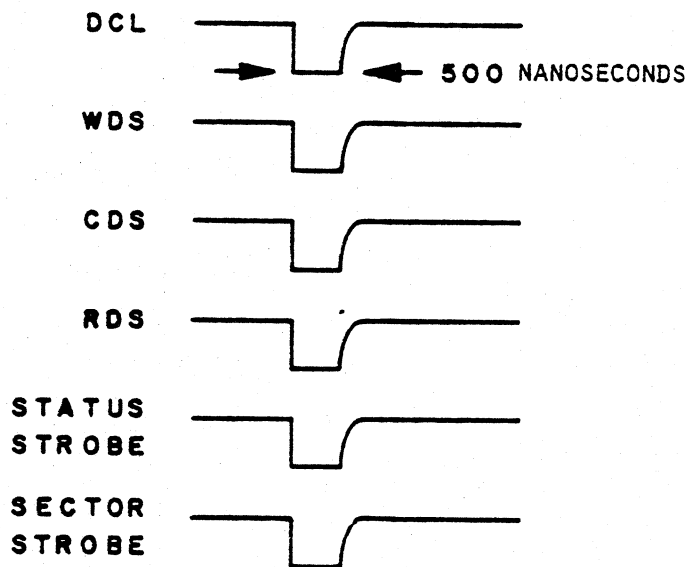 DCL
500 NANOSECONDS
WDS
CDS
RDS
STATUS
STROBE
SECTOR
STROBE